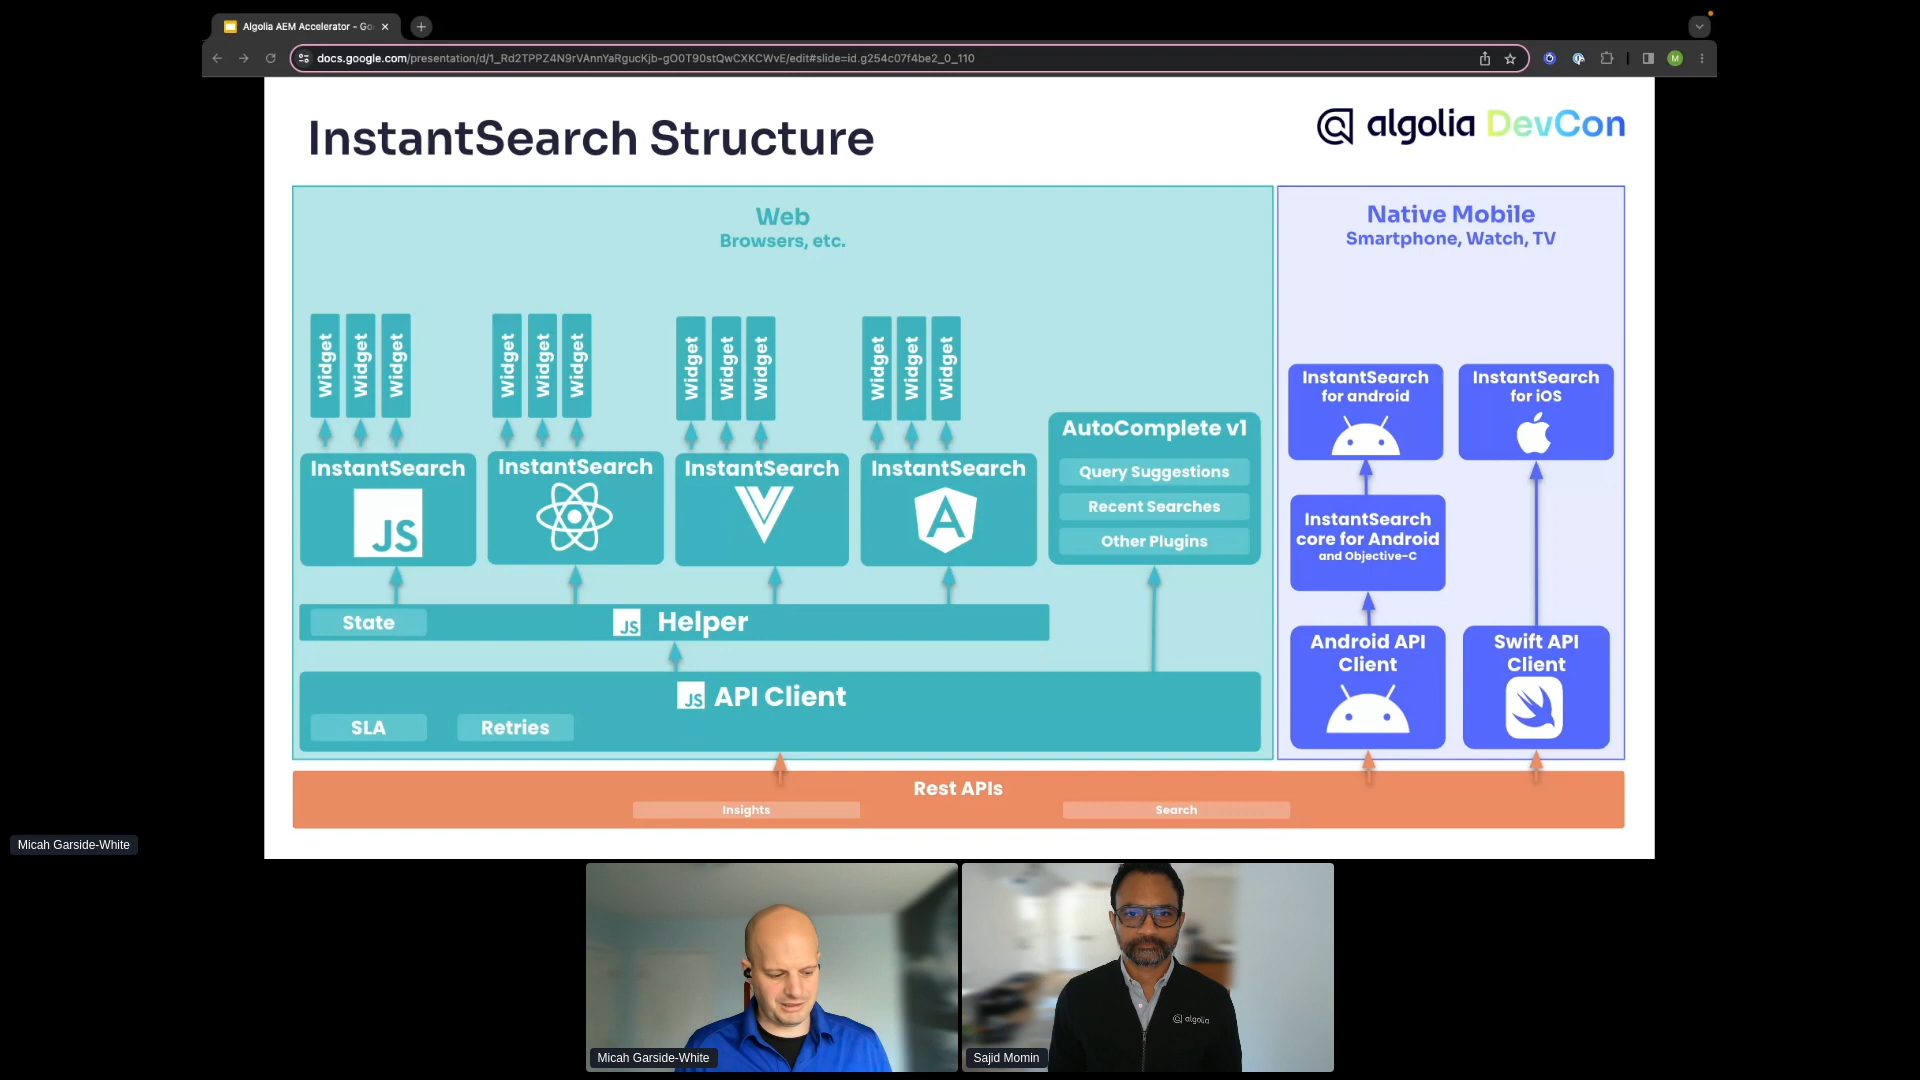 Algolia AEM Accelerator - Go
docs.google.com/presentation/d/1_Rd2TPPZ4N9rVAnnYaRgucKjb-gO0T90stQwCXKCWvE/edit#slide=id.g254c07f4be2_0_110
M
InstantSearch Structure
algolia DevCon
Web
Browsers, etc.
Widget
Widget
Widget
Widget
Widget
Widget
Widget
Widget
Widget
Widget
Widget
Widget
InstantSearch
JS
InstantSearch
InstantSearch
InstantSearch
A
AutoComplete v1
Query Suggestions
Recent Searches
Other Plugins
State
JS Helper
JS API Client
SLA
Retries
Native Mobile
Smartphone, Watch, TV
InstantSearch
for android
InstantSearch
for iOS
InstantSearch
core for Android
and Objective-C
Android API
Client
Swift API
Client
Rest APIs
Insights
Search
Micah Garside-White
Micah Garside-White
algolia
Sajid Momin